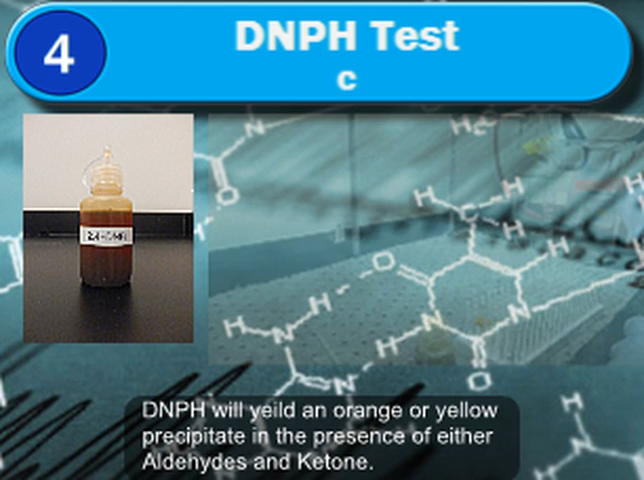 4
DNPH Test
c
DNPH will yeild an orange or yellow
precipitate in the presence of either
Aldehydes and Ketone.